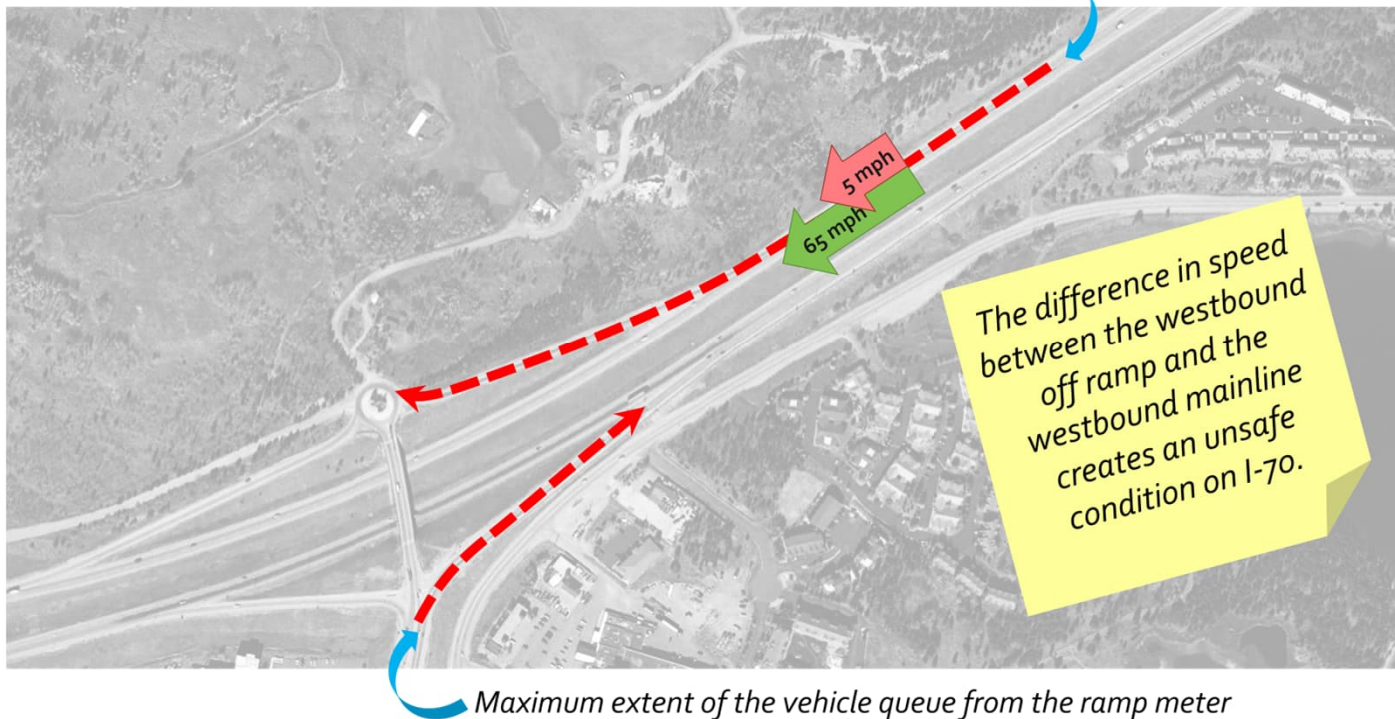 5 mph
65 mph
The difference in speed
between the westbound
off ramp and the
westbound mainline
creates an unsafe
condition on I-70.
Maximum extent of the vehicle queue from the ramp meter